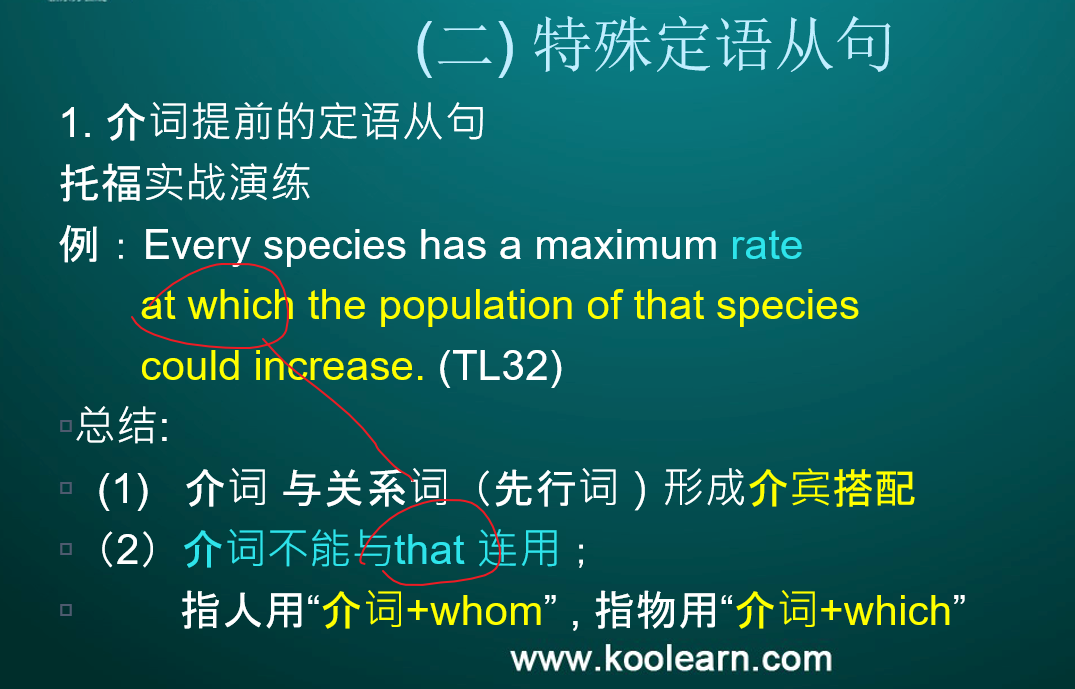 (二) 特殊定语从句
1. 介词提前的定语从句
托福实战演练
例：Every species has a maximum rate
at which the population of that species
could increase. (TL32)
总结:
(1) 介词 与关系词（先行词）形成介宾搭配
（2）介词不能与that 连用；
指人用“介词+whom”，指物用“介词+which”
www.koolearn.com